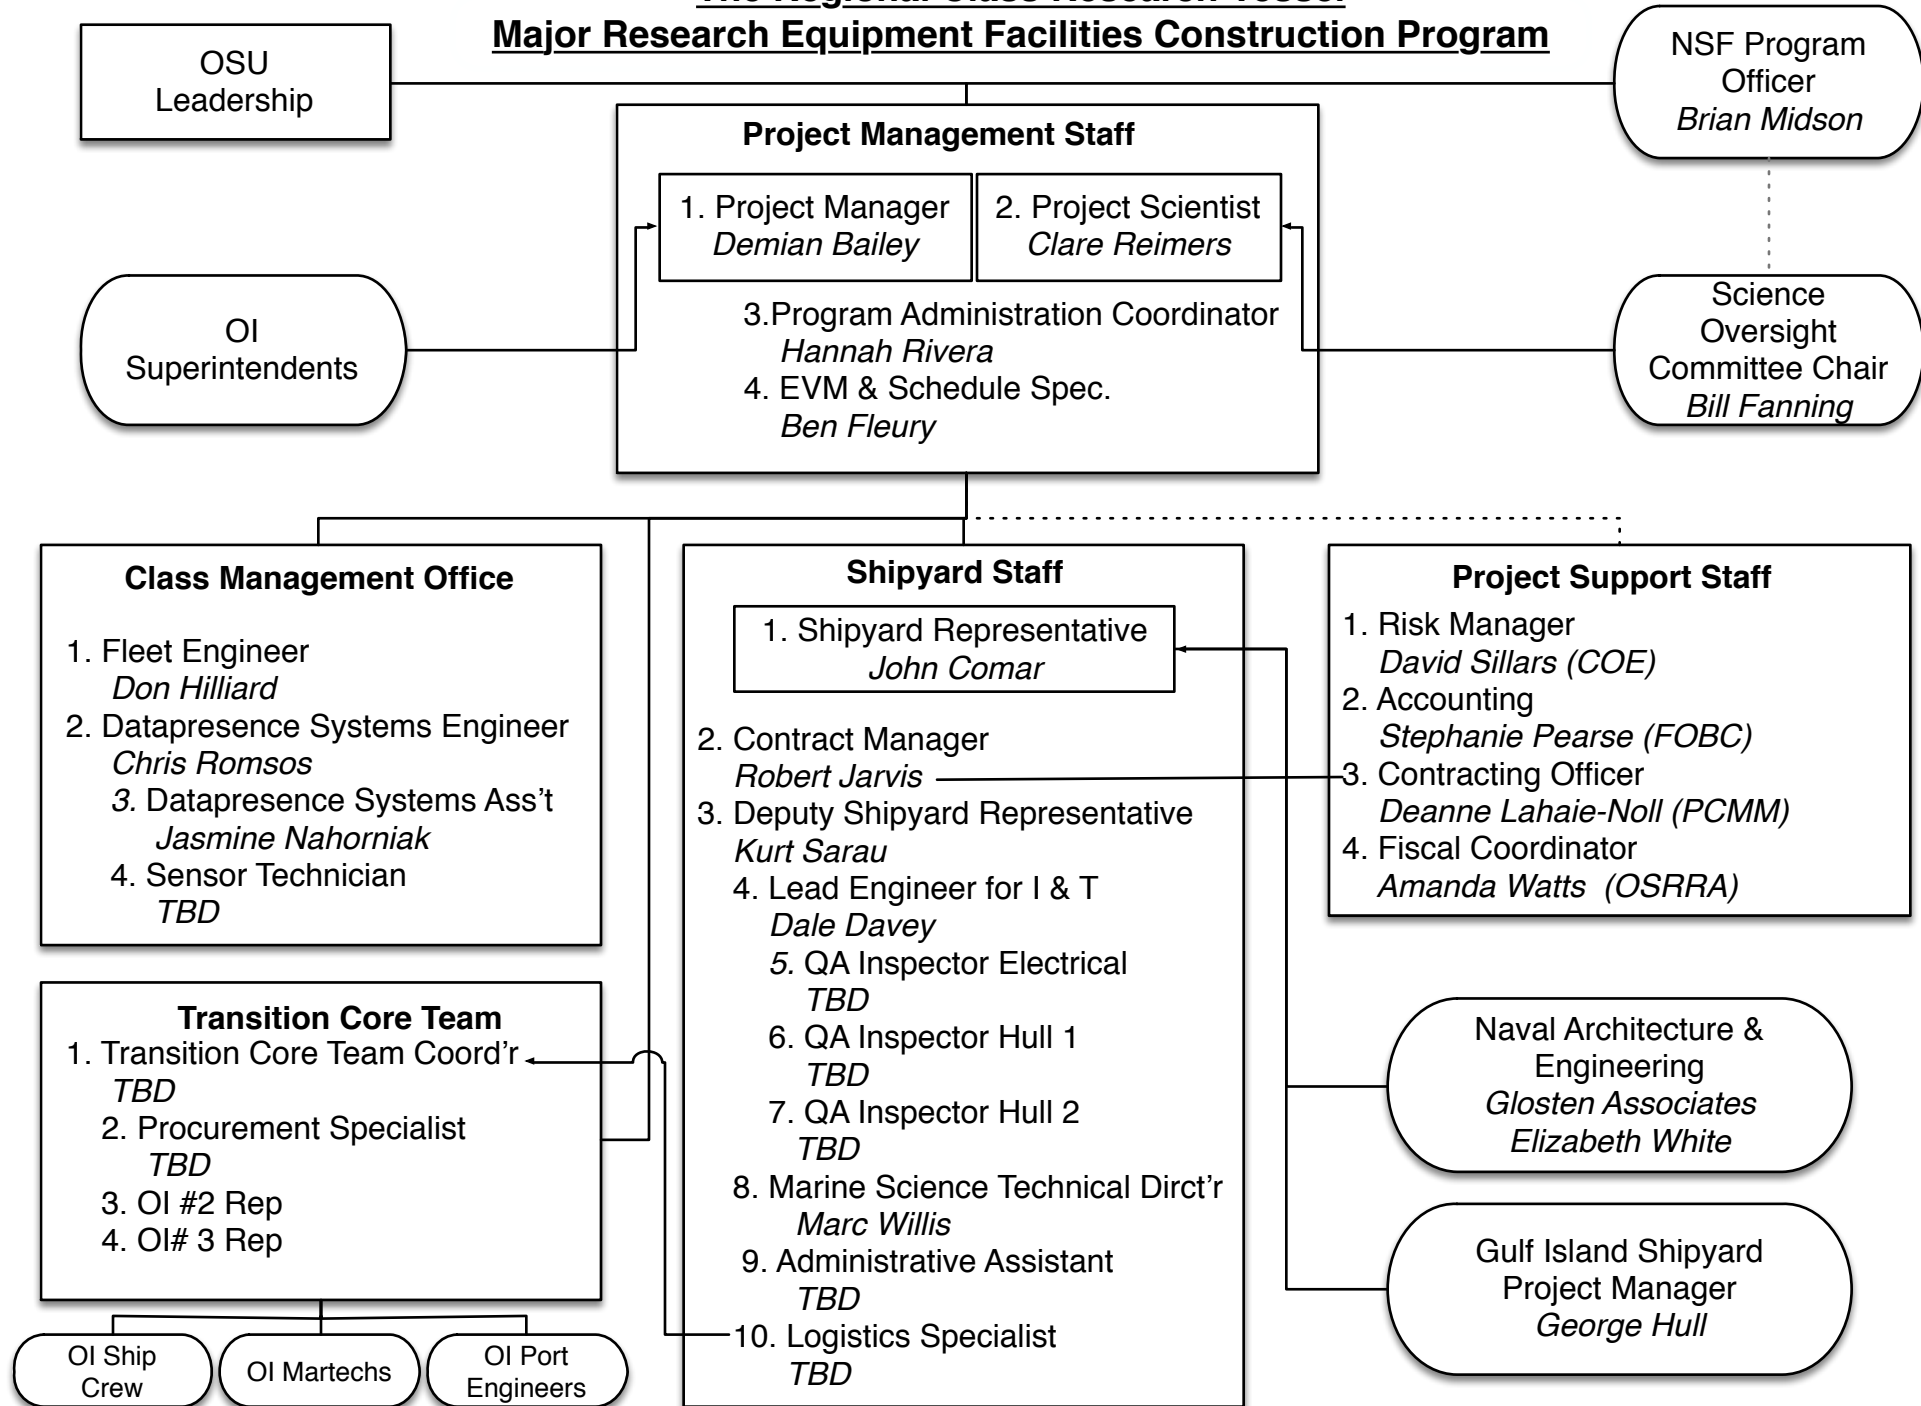 The Regional Class Research Vessel
Major Research Equipment Facilities Construction Program
OSU
Leadership
NSF Program
Officer
Brian Midson
Project Management Staff
1. Project Manager
Demian Bailey
2. Project Scientist
Clare Reimers
3.Program Administration Coordinator
Hannah Rivera
4. EVM & Schedule Spec.
Ben Fleury
OI
Superintendents
Science
Oversight
Committee Chair
Bill Fanning
Class Management Office
1. Fleet Engineer
Don Hilliard
2. Datapresence Systems Engineer
Chris Romsos
3. Datapresence Systems Ass't
Jasmine Nahorniak
4. Sensor Technician
TBD
Shipyard Staff
1. Shipyard Representative
John Comar
2. Contract Manager
Robert Jarvis
3. Deputy Shipyard Representative
Kurt Sarau
4. Lead Engineer for I & T
Dale Davey
5. QA Inspector Electrical
TBD
6. QA Inspector Hull 1
TBD
7. QA Inspector Hull 2
TBD
8. Marine Science Technical Dirct'r
Marc Willis
9. Administrative Assistant
TBD
10. Logistics Specialist
TBD
Project Support Staff
1. Risk Manager
David Sillars (COE)
2. Accounting
Stephanie Pearse (FOBC)
3. Contracting Officer
Deanne Lahaie-Noll (PCMM)
4. Fiscal Coordinator
Amanda Watts (OSRRA)
Transition Core Team
1. Transition Core Team Coord'r
TBD
2. Procurement Specialist
TBD
3. OI #2 Rep
4. OI# 3 Rep
OI Ship
Crew
OI Martechs
OI Port
Engineers
Naval Architecture &
Engineering
Glosten Associates
Elizabeth White
Gulf Island Shipyard
Project Manager
George Hull